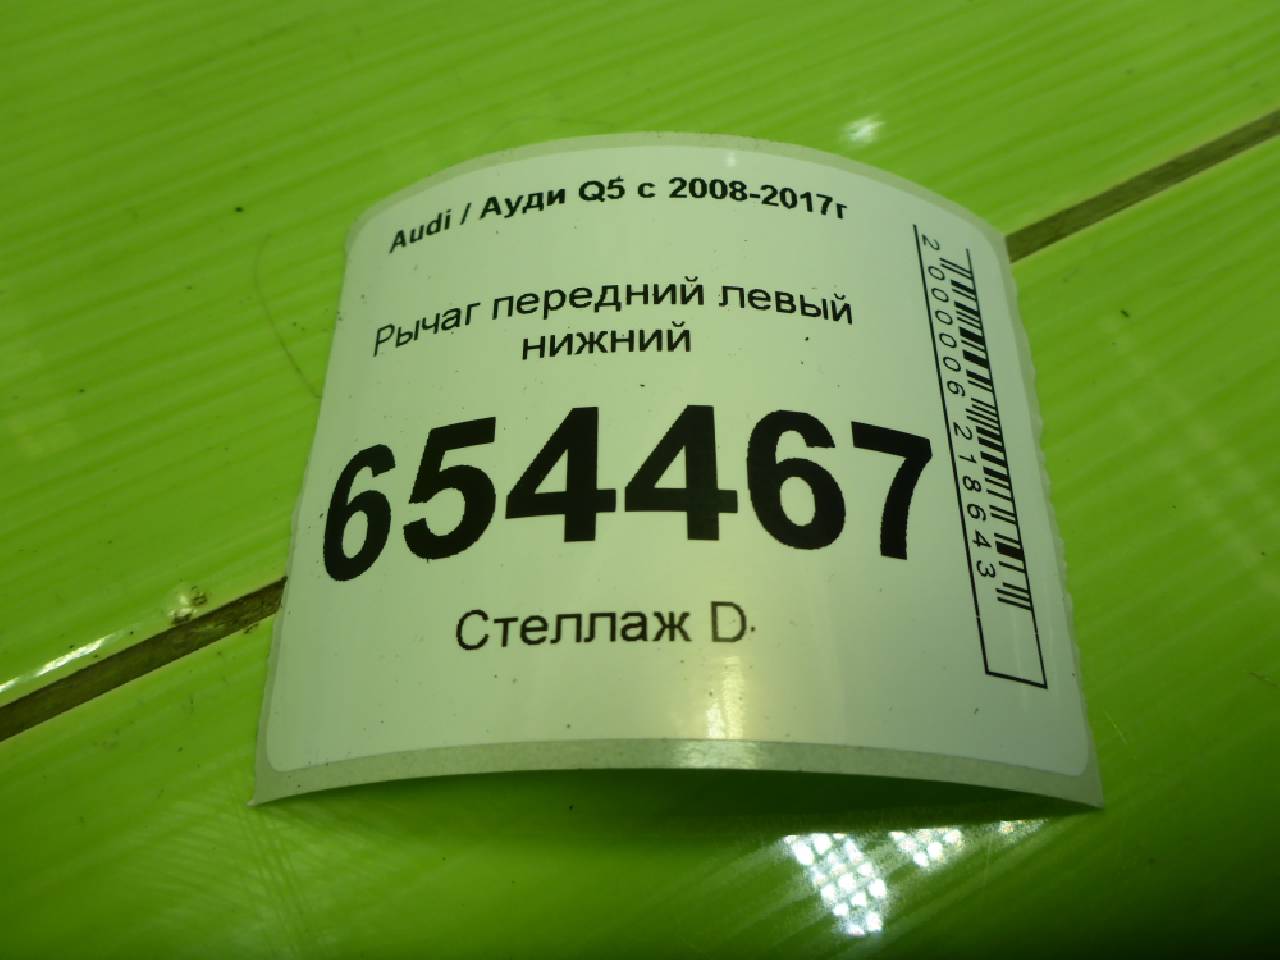 Audi / Ауди Q5 с 2008-2017г
Рычаг передний левый
нижний
654467
Стеллаж D
2000006218643